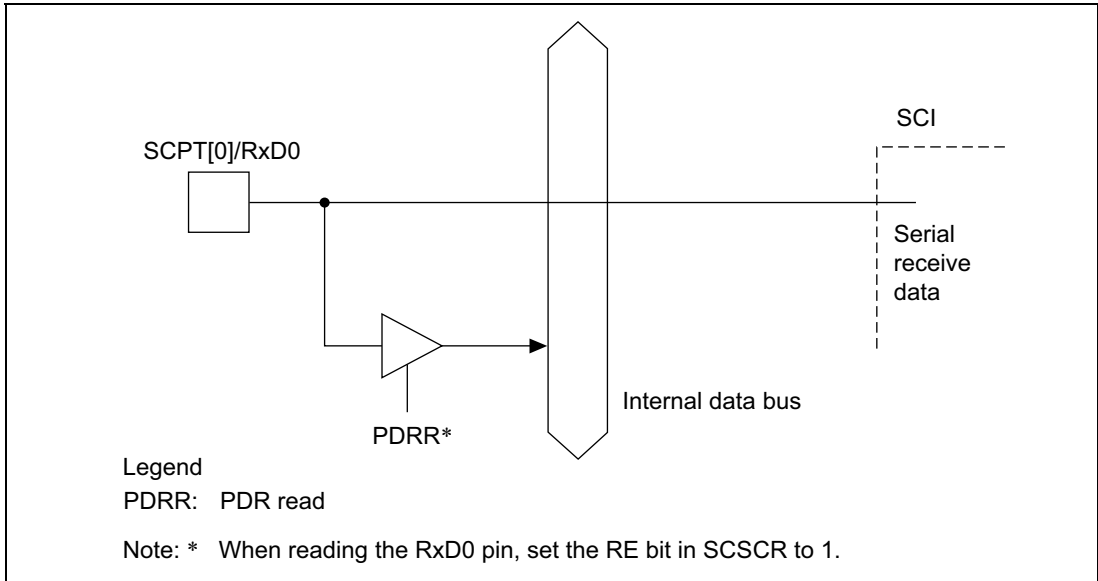 SCI
SCPT[0]/RxD0
Serial
receive
data
Internal data bus
PDRR*
Legend
PDRR: PDR read
Note: * When reading the RxD0 pin, set the RE bit in SCSCR to 1.